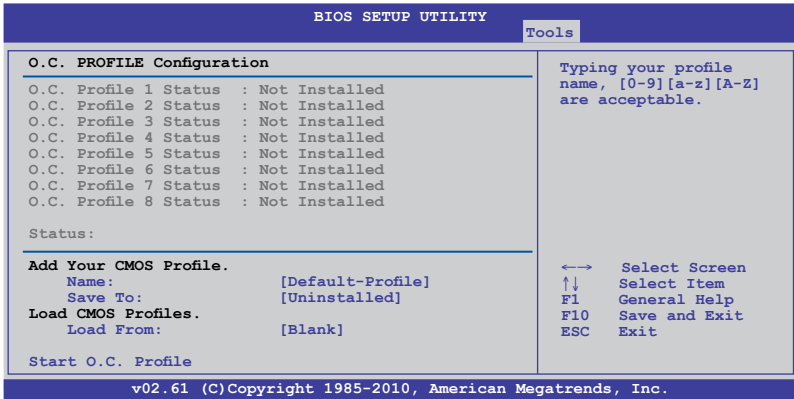 BIOS SETUP UTILITY
Tools
O.C. PROFILE Configuration
O.C. Profile 1 Status : Not Installed
O.C. Profile 2 Status : Not Installed
O.C. Profile 3 Status : Not Installed
O.C. Profile 4 Status : Not Installed
O.C. Profile 5 Status : Not Installed
O.C. Profile 6 Status : Not Installed
O.C. Profile 7 Status : Not Installed
O.C. Profile 8 Status : Not Installed
Status:
Add Your CMOS Profile.
Name: [Default-Profile]
Save To: [Uninstalled]
Load CMOS Profiles.
Load From: [Blank]
Start O.C. Profile
Typing your profile
name, [0-9][a-z][A-Z]
are acceptable.
←→ Select Screen
↑↓ Select Item
F1 General Help
F10 Save and Exit
ESC Exit
v02.61 (C)Copyright 1985-2010, American Megatrends, Inc.